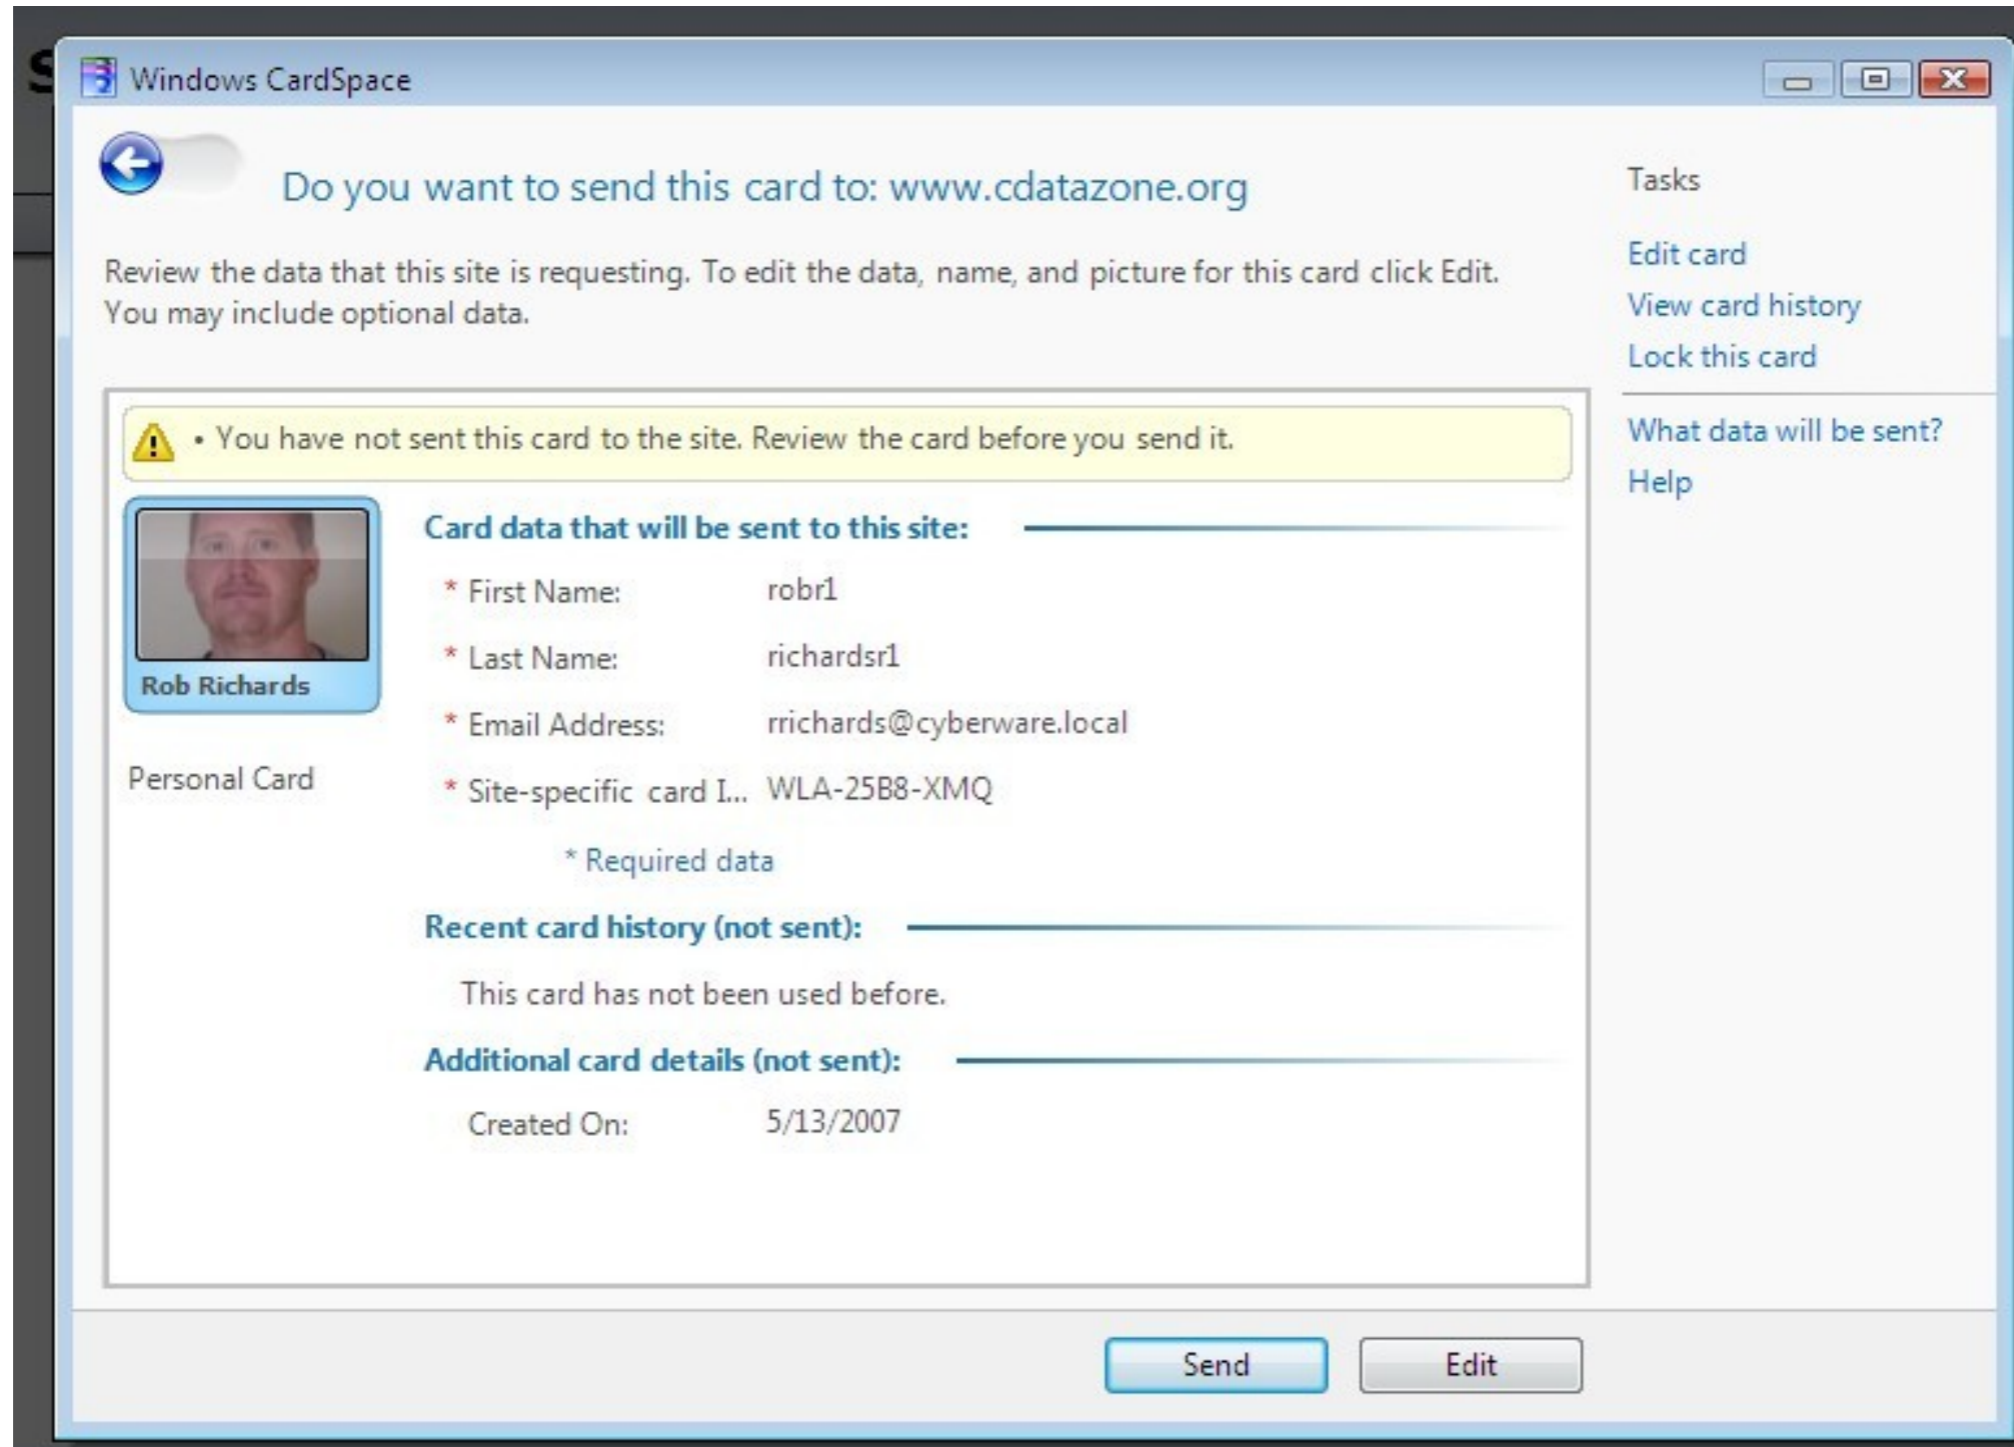 S
Windows CardSpace
Do you want to send this card to: www.cdatazone.org
Review the data that this site is requesting. To edit the data, name, and picture for this card click Edit.
You may include optional data.
• You have not sent this card to the site. Review the card before you send it.
Rob Richards
Personal Card
Card data that will be sent to this site:
* First Name: robr1
* Last Name: richardsr1
* Email Address: rrichards@cyberware.local
* Site-specific card I... WLA-25B8-XMQ
* Required data
Recent card history (not sent):
This card has not been used before.
Additional card details (not sent):
Created On: 5/13/2007
Tasks
Edit card
View card history
Lock this card
What data will be sent?
Help
Send
Edit